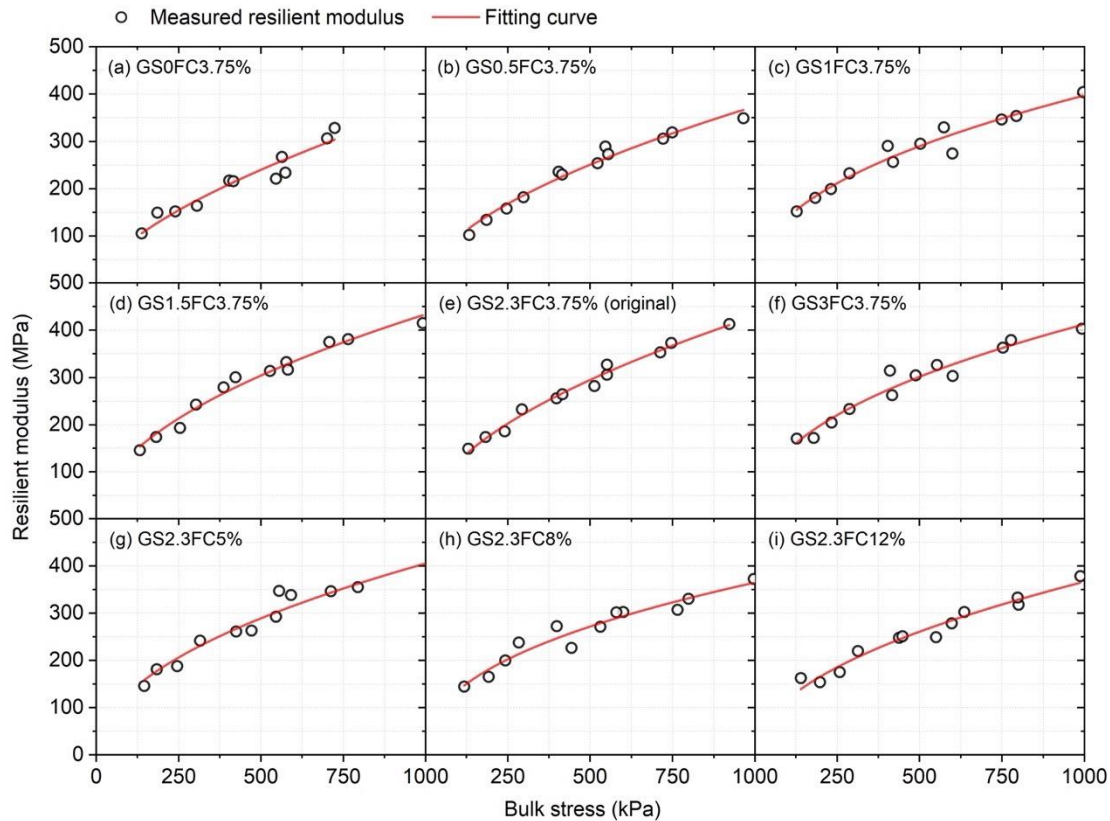 Measured resilient modulus Fitting curve
500
(a) GS0FC3.75% (b) GS0.5FC3.75% (c) GS1FC3.75%
400
300
200
100
500
(d) GS1.5FC3.75% (e) GS2.3FC3.75% (original) (f) GS3FC3.75%
400
300
200
100
500
(g) GS2.3FC5% (h) GS2.3FC8% (i) GS2.3FC12%
400
300
200
100
0
Resilient modulus (MPa)
0 250 500 750 1000 250 500 750 1000 250 500 750 1000
Bulk stress (kPa)